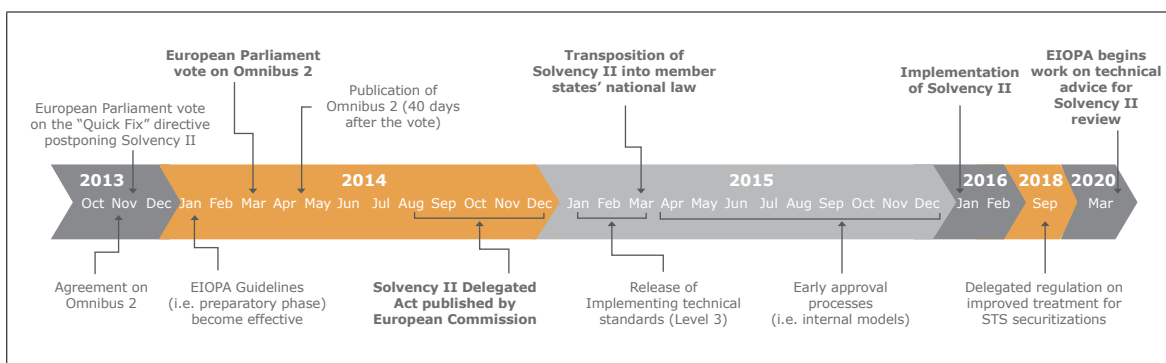 European Parliament
vote on Omnibus 2
European Parliament vote
on the “Quick Fix” directive
postponing Solvency II
Publication of
Omnibus 2 (40 days
after the vote)
Transposition of
Solvency II into member
states’ national law
Implementation
of Solvency II
EIOPA begins
work on technical
advice for
Solvency II
review
2013
2014
2015
2016
2018
2020
Oct Nov Dec Jan Feb Mar Apr May Jun Jul Aug Sep Oct Nov Dec Jan Feb Mar Apr May Jun Jul Aug Sep Oct Nov Dec Jan Feb Sep Mar
Agreement on
Omnibus 2
EIOPA Guidelines
(i.e. preparatory phase)
become effective
Solvency II Delegated
Act published by
European Commission
Release of
Implementing technical
standards (Level 3)
Early approval
processes
(i.e. internal models)
Delegated regulation on
improved treatment for
STS securitizations